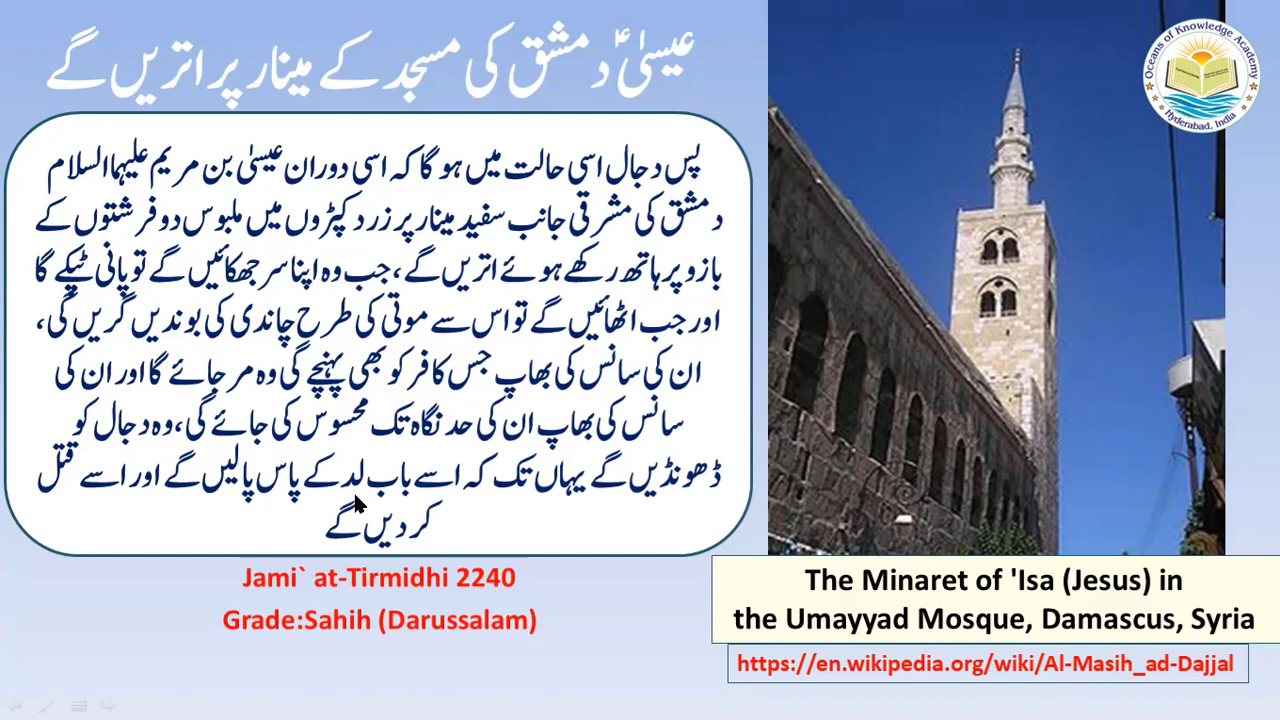 عیسیٰؑ دمشق کی مسجد کے مینار پر اتریں گے
پس دجال اسی حالت میں ہو گا کہ اسی دوران عیسیٰ بن مریم علیہما السلام
دمشق کی مشرقی جانب سفید مینار پر زرد کپڑوں میں ملبوس دو فرشتوں کے
بازو پر ہاتھ رکھے ہوئے اتریں گے، جب وہ اپنا سر جھکائیں گے تو پانی ٹپکے گا
اور جب اٹھائیں گے تو اس سے موتی کی طرح چاندی کی بوندیں گریں گی،
ان کی سانس کی بھاپ جس کافر کو بھی پہنچے گی وہ مر جائے گا اور ان کی
سانس کی بھاپ ان کی حد نگاہ تک محسوس کی جائے گی، وہ دجال کو
ڈھونڈیں گے یہاں تک کہ اسے باب لد کے پاس پالیں گے اور اسے قتل
کر دیں گے
Jami` at-Tirmidhi 2240
Grade:Sahih (Darussalam)
Oceans of Knowledge Academy
Hyderabad, India
The Minaret of 'Isa (Jesus) in
the Umayyad Mosque, Damascus, Syria
https://en.wikipedia.org/wiki/Al-Masih_ad-Dajjal